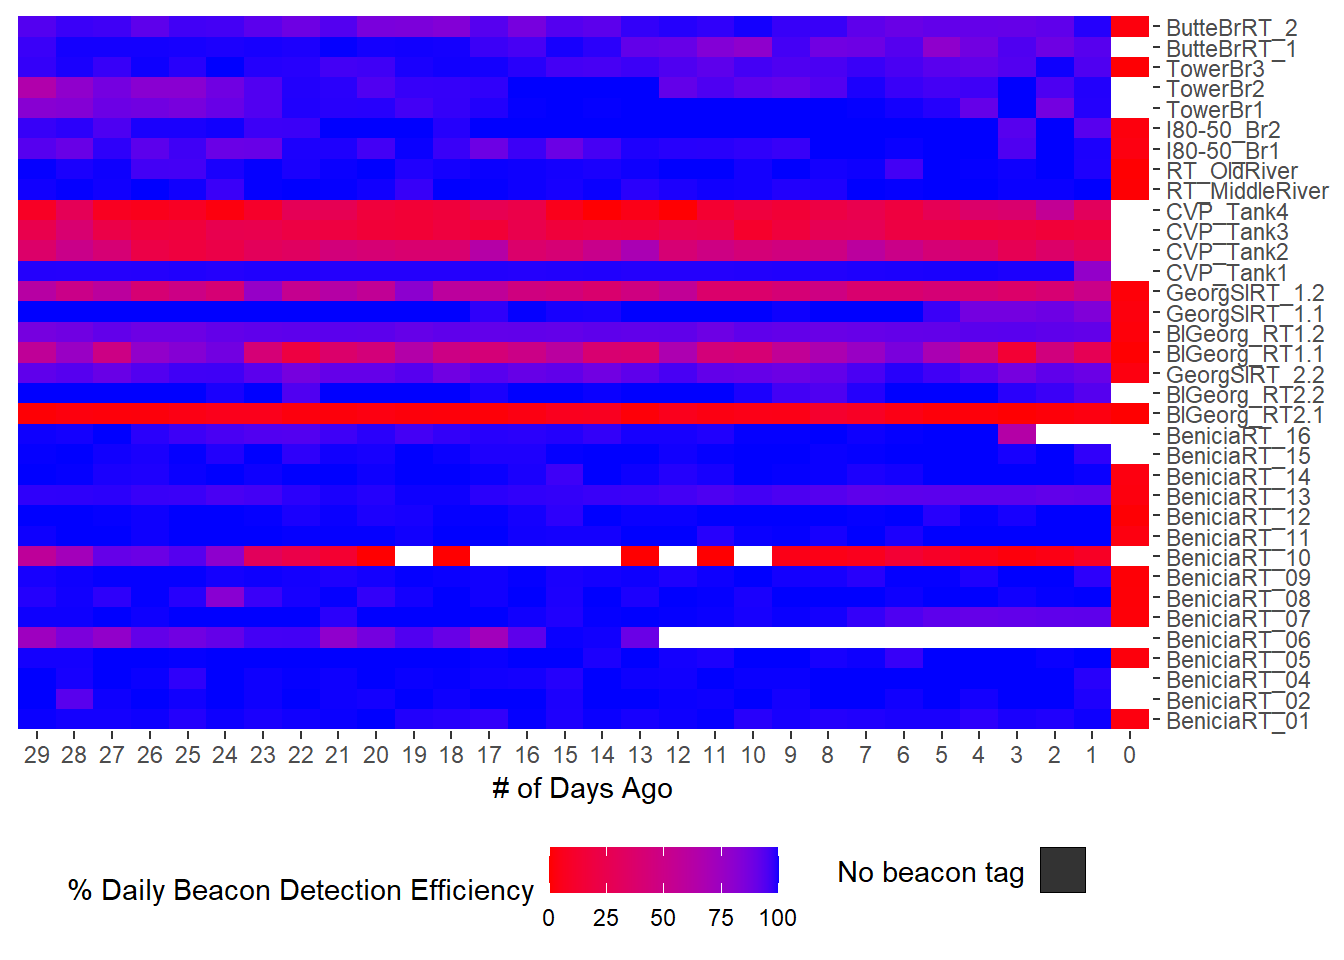 ButteBrRT_2
ButteBrRT_1
TowerBr3
TowerBr2
TowerBr1
I80-50_Br2
I80-50_Br1
RT_OldRiver
RT_MiddleRiver
CVP_Tank4
CVP_Tank3
CVP_Tank2
CVP_Tank1
GeorgSlRT_1.2
GeorgSlRT_1.1
BlGeorg_RT1.2
BlGeorg_RT1.1
GeorgSlRT_2.2
BlGeorg_RT2.2
BlGeorg_RT2.1
BeniciaRT_16
BeniciaRT_15
BeniciaRT_14
BeniciaRT_13
BeniciaRT_12
BeniciaRT_11
BeniciaRT_10
BeniciaRT_09
BeniciaRT_08
BeniciaRT_07
BeniciaRT_06
BeniciaRT_05
BeniciaRT_04
BeniciaRT_02
BeniciaRT_01
29 28 27 26 25 24 23 22 21 20 19 18 17 16 15 14 13 12 11 10 9 8 7 6 5 4 3 2 1 0
# of Days Ago
% Daily Beacon Detection Efficiency
0 25 50 75 100
No beacon tag